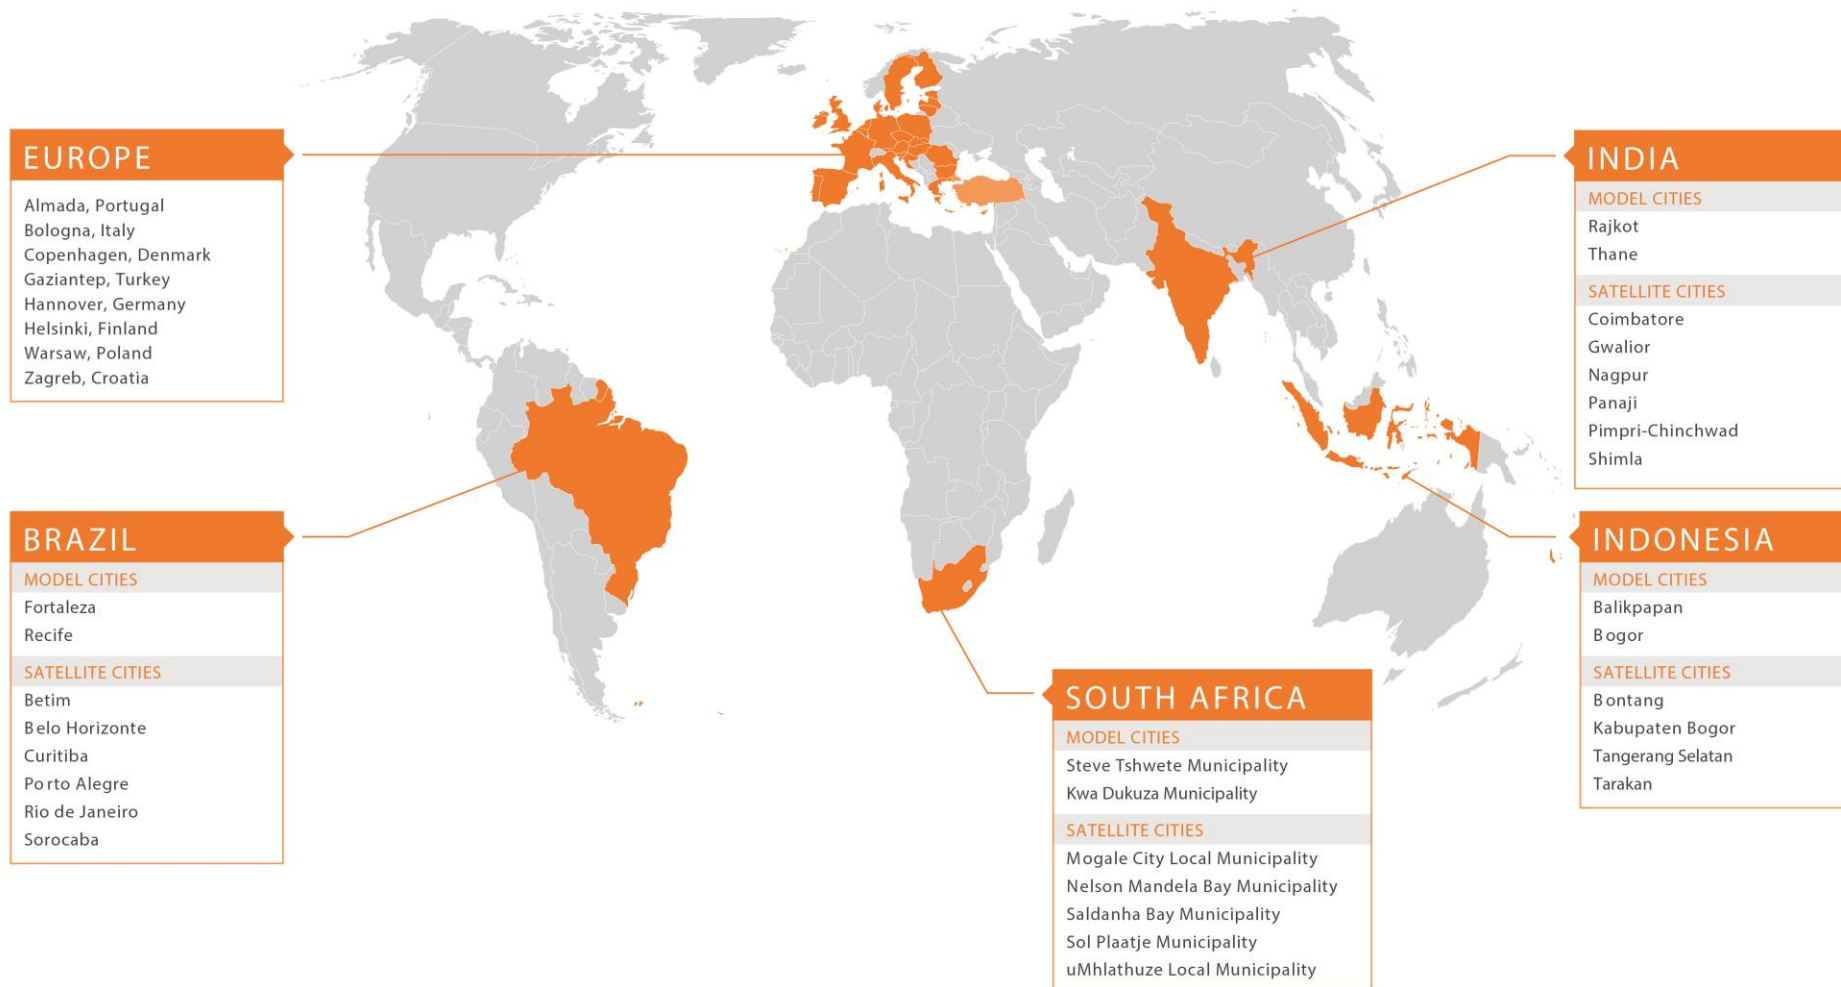 EUROPE
Almada, Portugal
Bologna, Italy
Copenhagen, Denmark
Gaziantep, Turkey
Hannover, Germany
Helsinki, Finland
Warsaw, Poland
Zagreb, Croatia
BRAZIL
MODEL CITIES
Fortaleza
Recife
SATELLITE CITIES
Betim
Belo Horizonte
Curitiba
Porto Alegre
Rio de Janeiro
Sorocaba
SOUTH AFRICA
MODEL CITIES
Steve Tshwete Municipality
Kwa Dukuza Municipality
SATELLITE CITIES
Mogale City Local Municipality
Nelson Mandela Bay Municipality
Saldanha Bay Municipality
Sol Plaatje Municipality
uMhlathuze Local Municipality
INDIA
MODEL CITIES
Rajkot
Thane
SATELLITE CITIES
Coimbatore
Gwalior
Nagpur
Panaji
Pimpri-Chinchwad
Shimla
INDONESIA
MODEL CITIES
Balikpapan
Bogor
SATELLITE CITIES
Bontang
Kabupaten Bogor
Tangerang Selatan
Tarakan